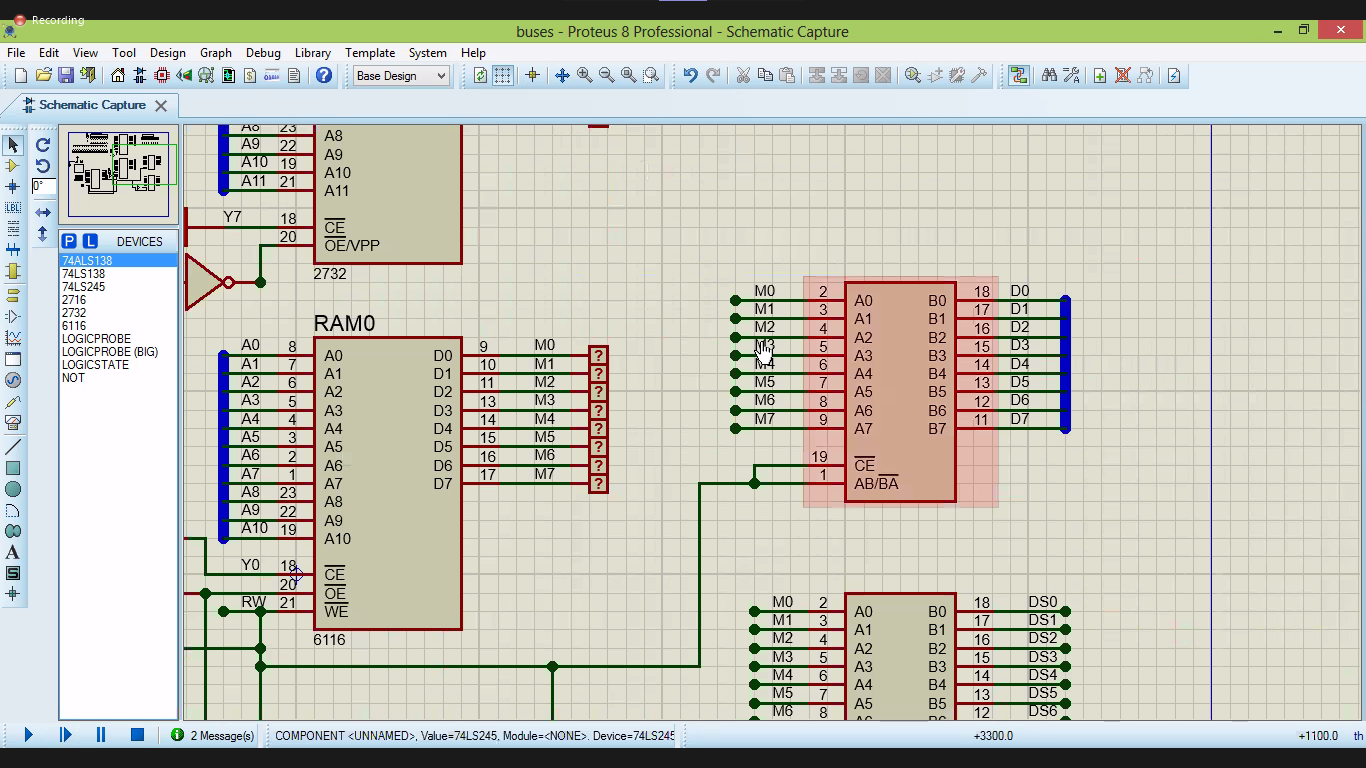 Recording
buses - Proteus 8 Professional - Schematic Capture
File Edit View Tool Design Graph Debug Library Template System Help
Base Design
Schematic Capture
0°
LBL
P L DEVICES
74ALS138
74LS138
74LS245
2716
2732
6116
LOGICPROBE
LOGICPROBE (BIG)
LOGICSTATE
NOT
A8 23 A8
A9 22 A9
A10 19 A10
A11 21 A11
Y7 18 CE
20 OE/VPP
2732
RAM0
A0 8 A0 D0 9 M0 ?
A1 7 A1 D1 10 M1 ?
A2 6 A2 D2 11 M2 ?
A3 5 A3 D3 13 M3 ?
A4 4 A4 D4 14 M4 ?
A5 3 A5 D5 15 M5 ?
A6 2 A6 D6 16 M6 ?
A7 1 A7 D7 17 M7 ?
A8 23 A8
A9 22 A9
A10 19 A10
Y0 18 CE
20 OE
RW 21 WE
6116
M0 2 A0 B0 18 D0
M1 3 A1 B1 17 D1
M2 4 A2 B2 16 D2
M3 5 A3 B3 15 D3
M4 6 A4 B4 14 D4
M5 7 A5 B5 13 D5
M6 8 A6 B6 12 D6
M7 9 A7 B7 11 D7
19 CE
1 AB/BA
M0 2 A0 B0 18 DS0
M1 3 A1 B1 17 DS1
M2 4 A2 B2 16 DS2
M3 5 A3 B3 15 DS3
M4 6 A4 B4 14 DS4
M5 7 A5 B5 13 DS5
M6 8 A6 B6 12 DS6
2 Message(s) COMPONENT <UNNAMED>, Value=74LS245, Module=<NONE>. Device=74LS245 +3300.0 +1100.0 th